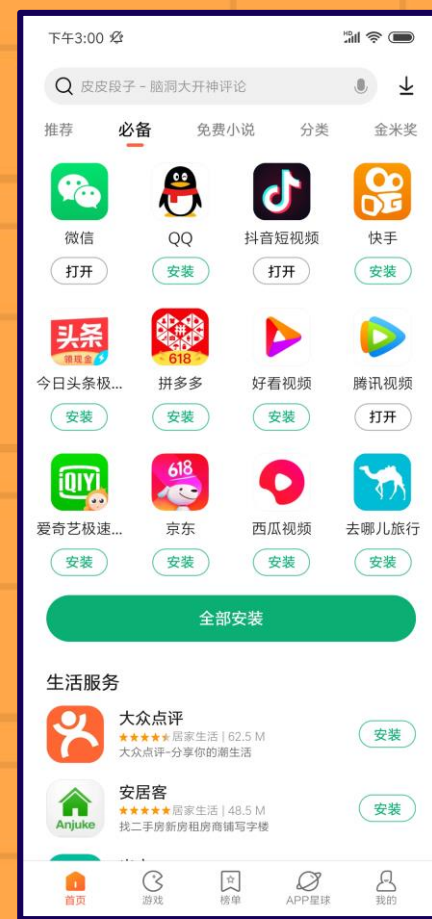 下午3:00
HD
皮皮段子 - 脑洞大开神评论
推荐 必备 免费小说 分类 金米奖
微信 QQ 抖音短视频 快手
打开 安装 打开 安装
头条
领现金
拼
618
今日头条极... 拼多多 好看视频 腾讯视频
安装 安装 安装 打开
QIYI
618
爱奇艺极速... 京东 西瓜视频 去哪儿旅行
安装 安装 安装 安装
全部安装
生活服务
大众点评
居家生活 | 62.5 M
大众点评-分享你的潮生活
安装
Anjuke
安居客
居家生活 | 48.5 M
找二手房新房租房商铺写字楼
安装
首页 游戏 榜单 APP星球 我的